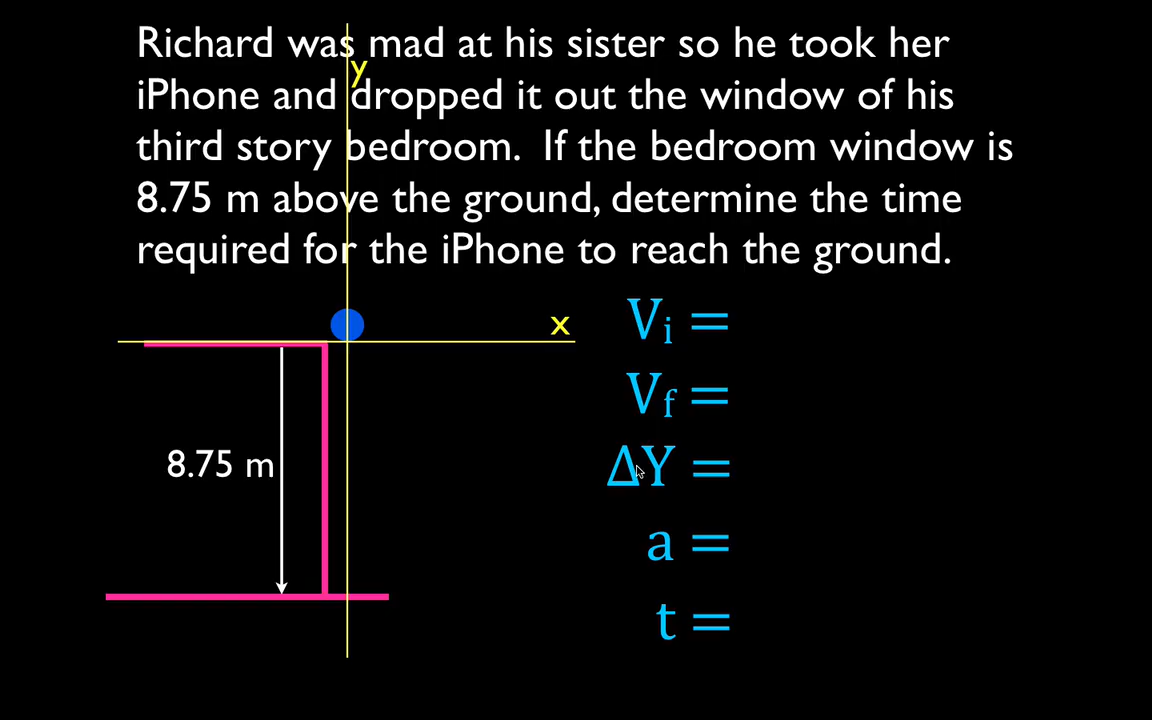 Richard was mad at his sister so he took her
y
iPhone and dropped it out the window of his
third story bedroom. If the bedroom window is
8.75 m above the ground, determine the time
required for the iPhone to reach the ground.
x
8.75 m
Vi =
Vf =
ΔY =
a =
t =